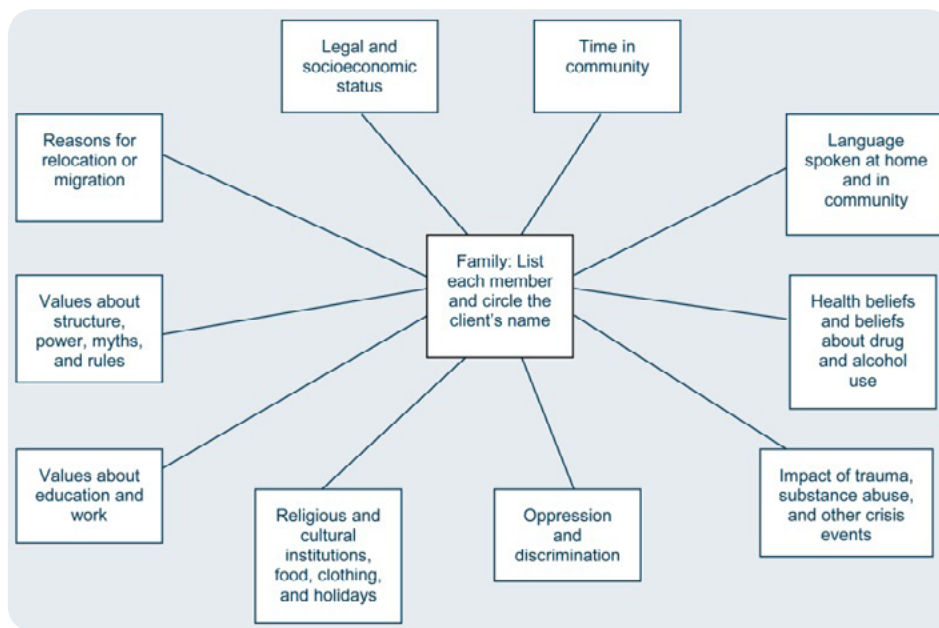 Legal and
socioeconomic
status
Time in
community
Reasons for
relocation or
migration
Language
spoken at home
and in
community
Family: List
each member
and circle the
client's name
Values about
structure,
power, myths,
and rules
Health beliefs
and beliefs
about drug
and alcohol
use
Values about
education and
work
Religious and
cultural
institutions,
food, clothing,
and holidays
Oppression
and
discrimination
Impact of trauma,
substance abuse,
and other crisis
events